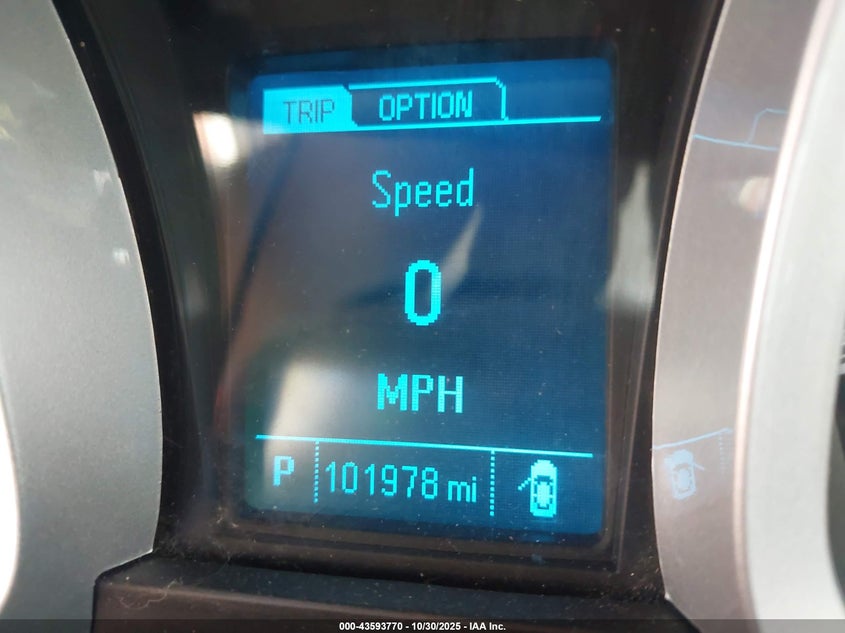 TRIP OPTION
Speed
0
MPH
P 101978 mi
000-43593770 - 10/30/2025 - IAA Inc.